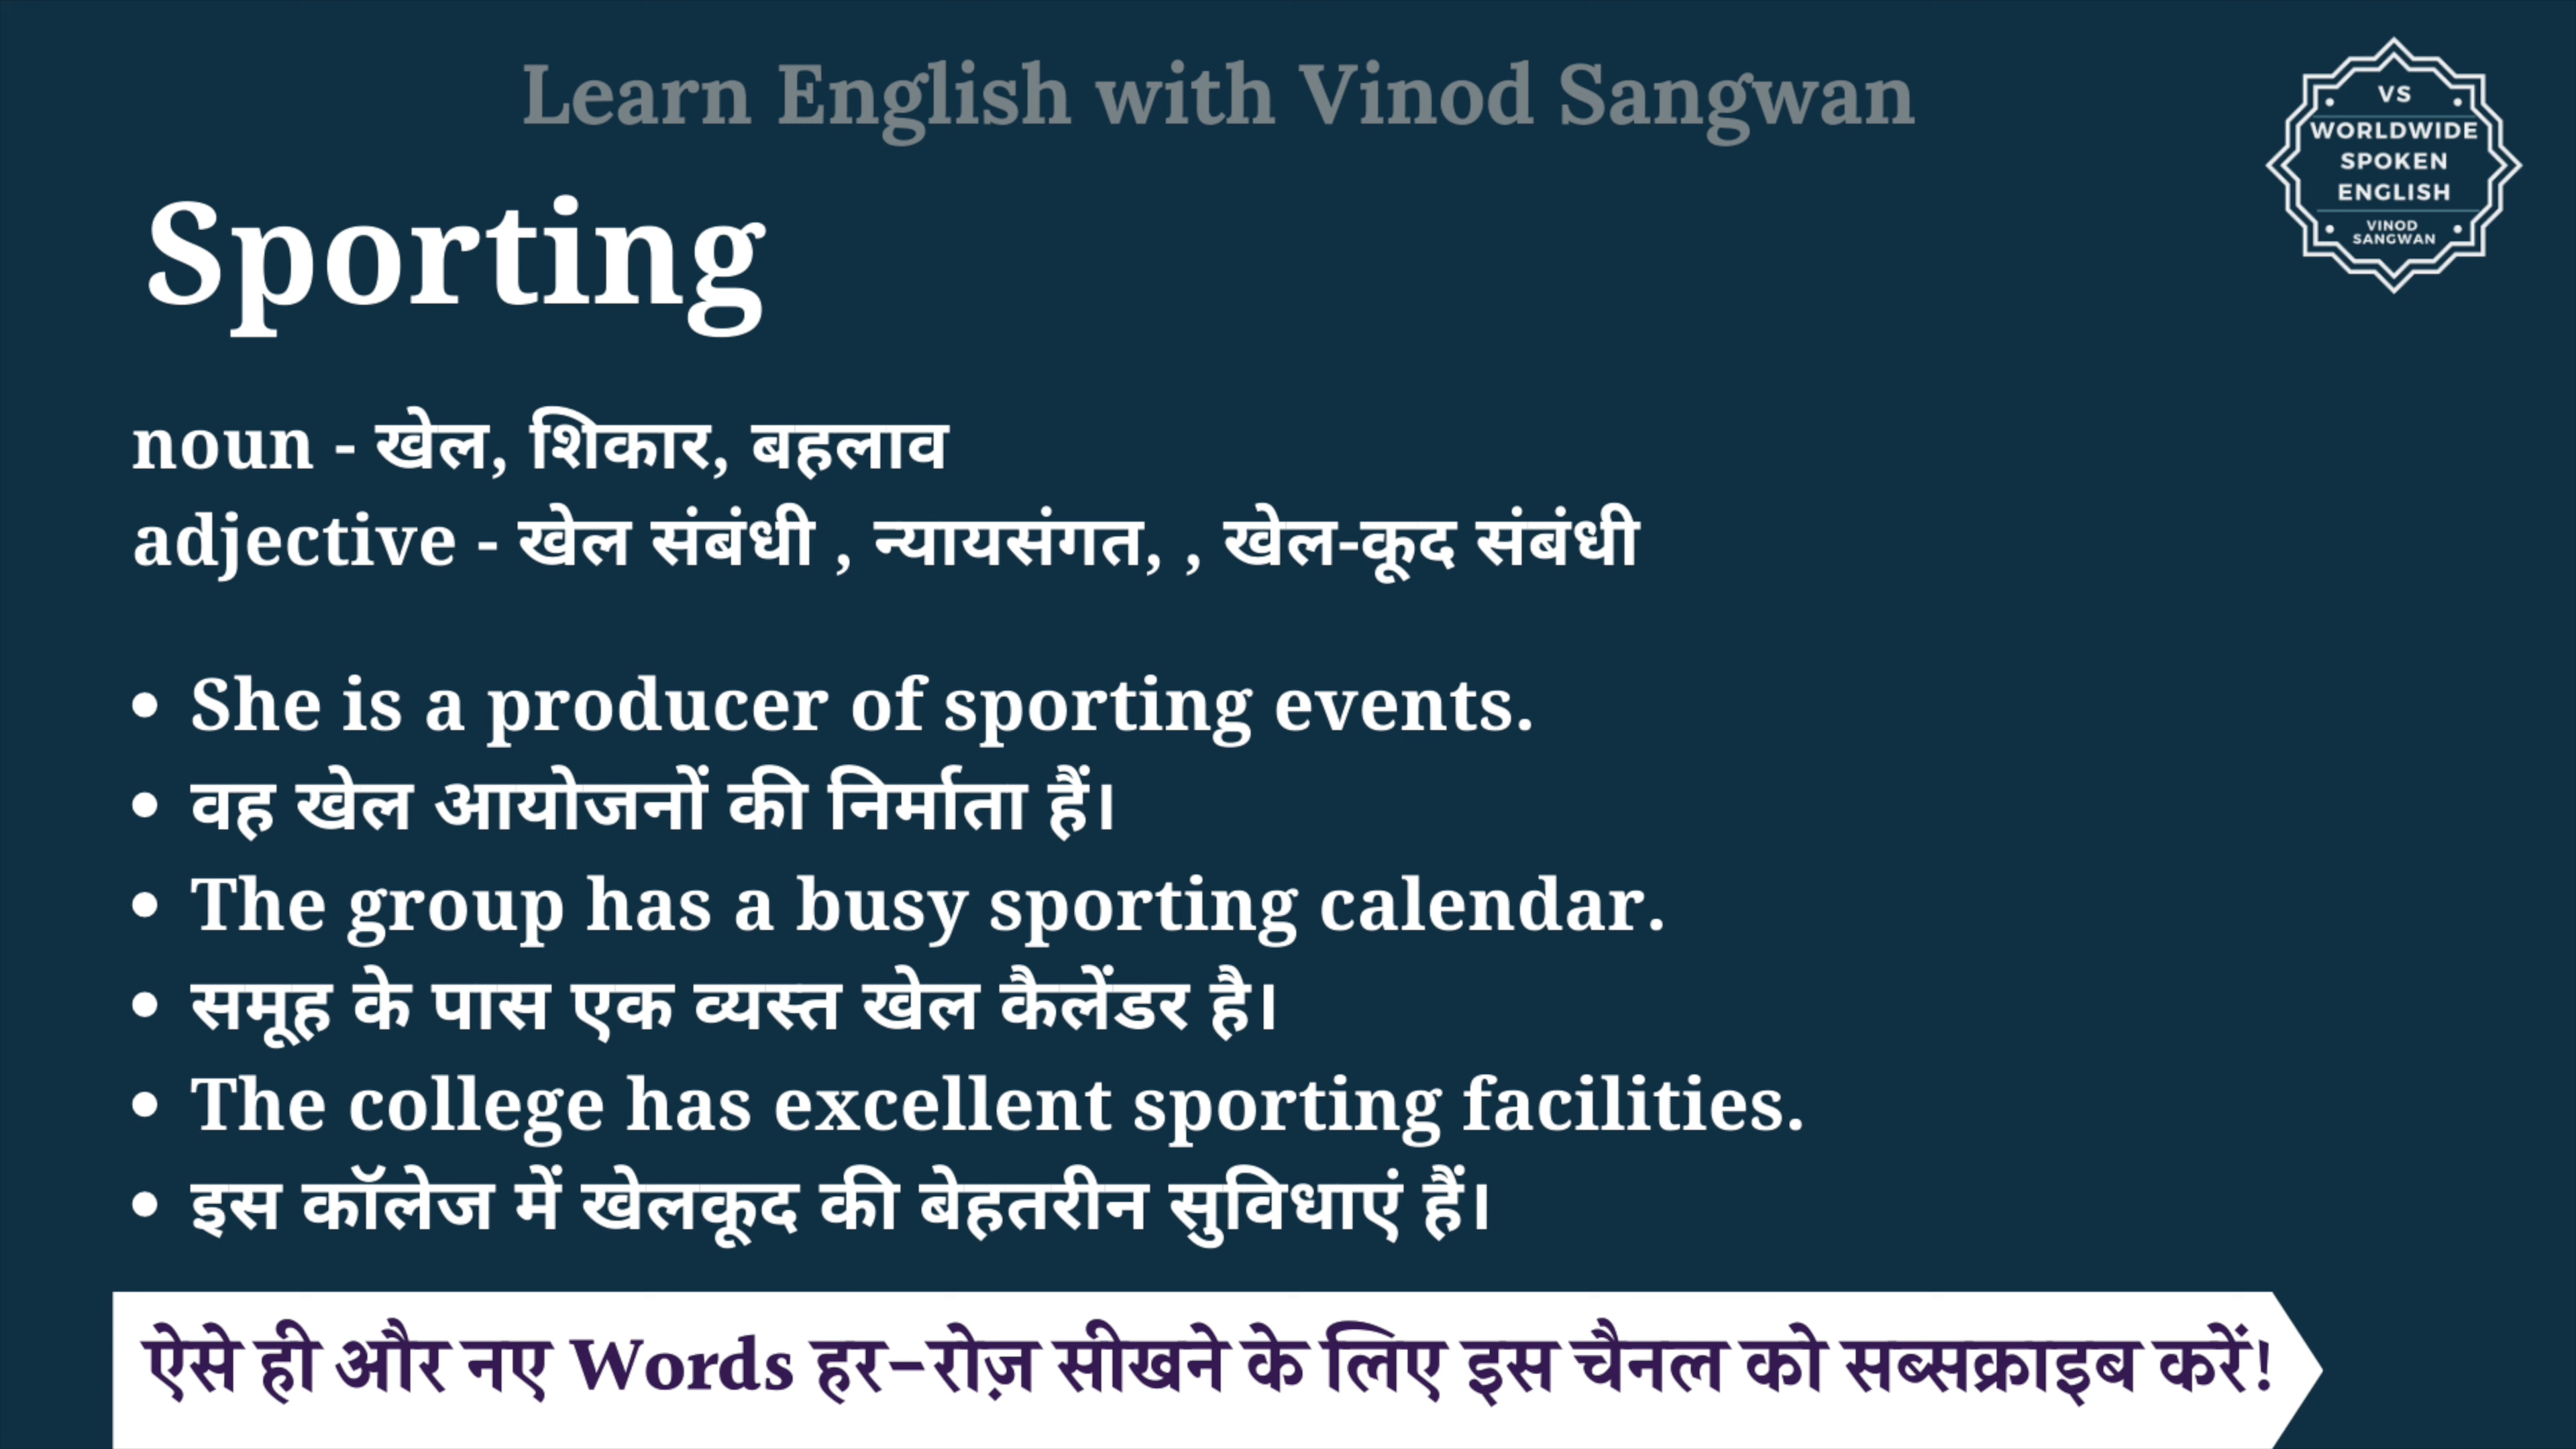 Learn English with Vinod Sangwan
VS
WORLDWIDE
SPOKEN
ENGLISH
VINOD
SANGWAN
Sporting
noun - खेल, शिकार, बहलाव
adjective - खेल संबंधी , न्यायसंगत, , खेल-कूद संबंधी
• She is a producer of sporting events.
• वह खेल आयोजनों की निर्माता हैं।
• The group has a busy sporting calendar.
• समूह के पास एक व्यस्त खेल कैलेंडर है।
• The college has excellent sporting facilities.
• इस कॉलेज में खेलकूद की बेहतरीन सुविधाएं हैं।
ऐसे ही और नए Words हर-रोज़ सीखने के लिए इस चैनल को सब्सक्राइब करें!